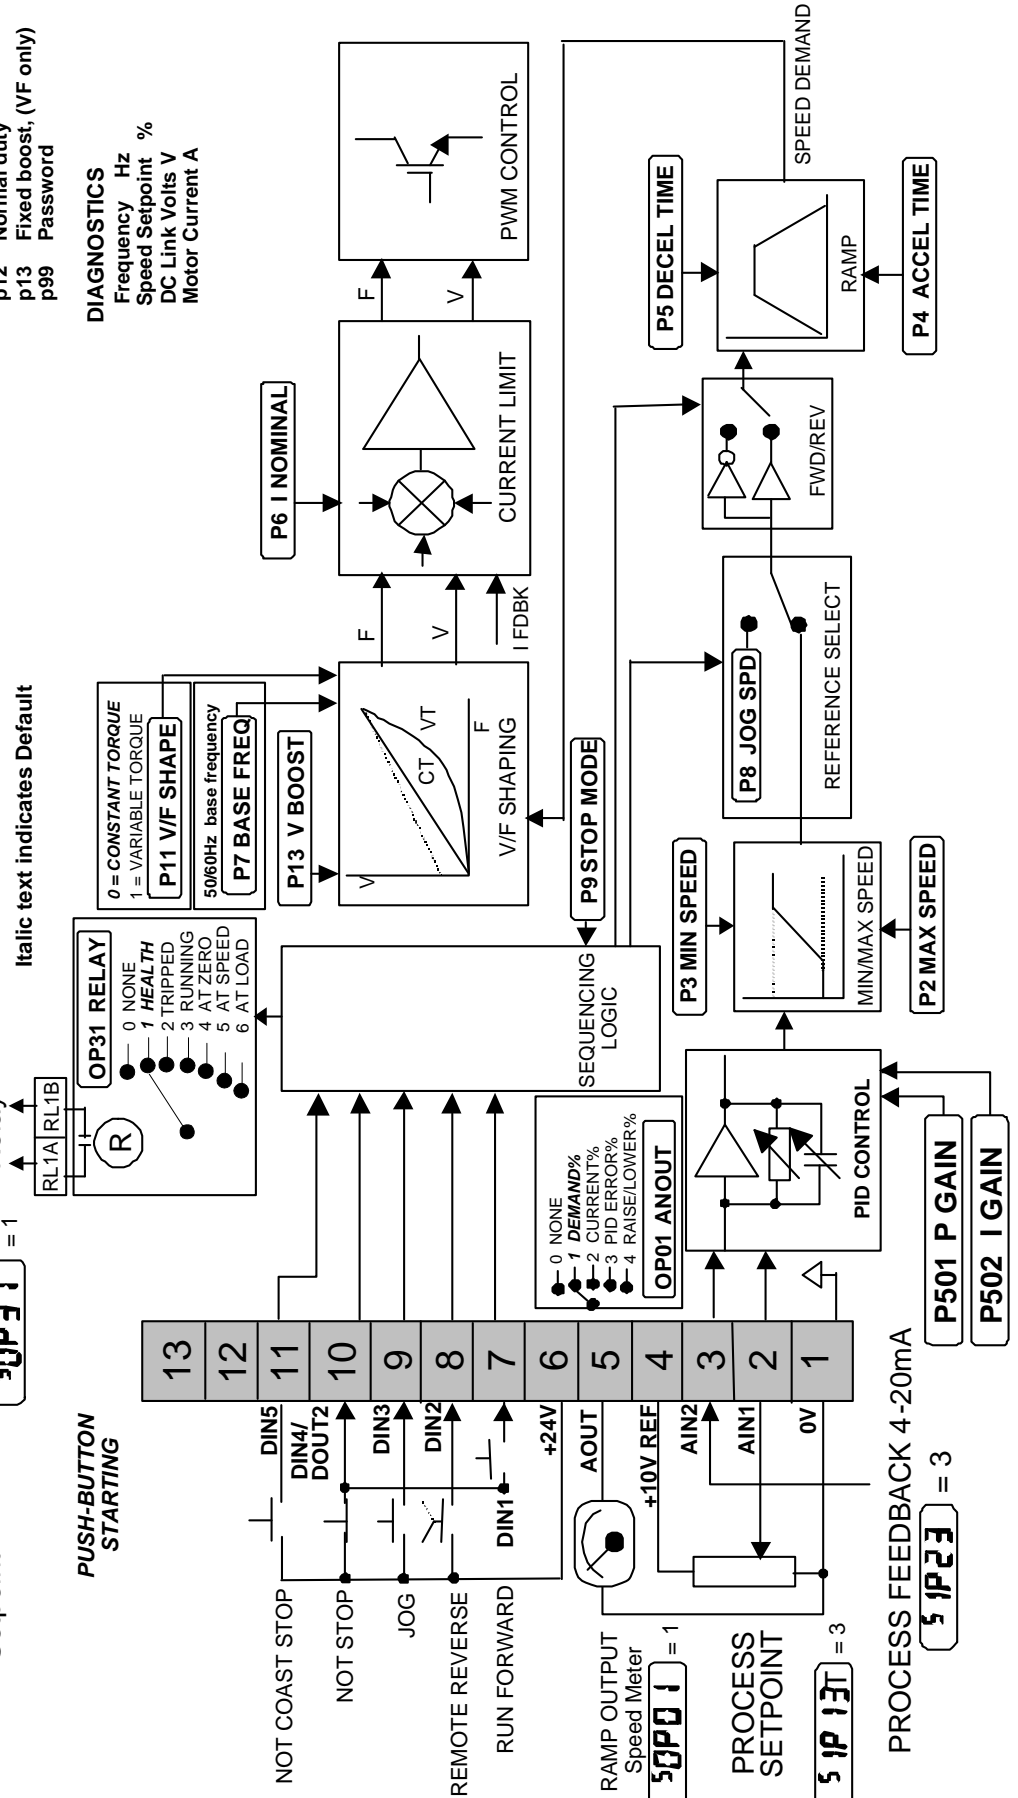 p12 Normal duty
p13 Fixed boost, (VF only)
p99 Password
DIAGNOSTICS
Frequency Hz
Speed Setpoint %
DC Link Volts V
Motor Current A
Italic text indicates Default
= 1
RL1A RL1B
R
OP31 RELAY
0 NONE
1 HEALTH
2 TRIPPED
3 RUNNING
4 AT ZERO
5 AT SPEED
6 AT LOAD
0 = CONSTANT TORQUE
1 = VARIABLE TORQUE
P11 V/F SHAPE
50/60Hz base frequency
P7 BASE FREQ
P13 V BOOST
P6 I NOMINAL
V
CT
VT
F
V/F SHAPING
F
V
I FDBK
CURRENT LIMIT
F
V
PWM CONTROL
PUSH-BUTTON
STARTING
NOT COAST STOP
NOT STOP
JOG
REMOTE REVERSE
RUN FORWARD
DIN5
DIN4/
DOUT2
DIN3
DIN2
DIN1
+24V
AOUT
+10V REF
AIN2
AIN1
0V
13
12
11
10
9
8
7
6
5
4
3
2
1
SEQUENCING
LOGIC
P9 STOP MODE
0 NONE
1 DEMAND%
2 CURRENT%
3 PID ERROR%
4 RAISE/LOWER%
OP01 ANOUT
RAMP OUTPUT
Speed Meter
SOP01 = 1
PROCESS
SETPOINT
SIP13T = 3
PROCESS FEEDBACK 4-20mA
SIP23 = 3
PID CONTROL
P501 P GAIN
P502 I GAIN
P3 MIN SPEED
MIN/MAX SPEED
P2 MAX SPEED
P8 JOG SPD
REFERENCE SELECT
FWD/REV
P5 DECEL TIME
RAMP
P4 ACCEL TIME
SPEED DEMAND